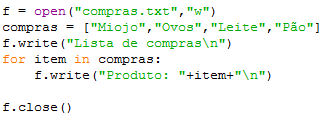 f = open("compras.txt","w")
compras = ["Miojo","Ovos","Leite","Pão"]
f.write("Lista de compras\n")
for item in compras:
    f.write("Produto: "+item+"\n")
f.close()